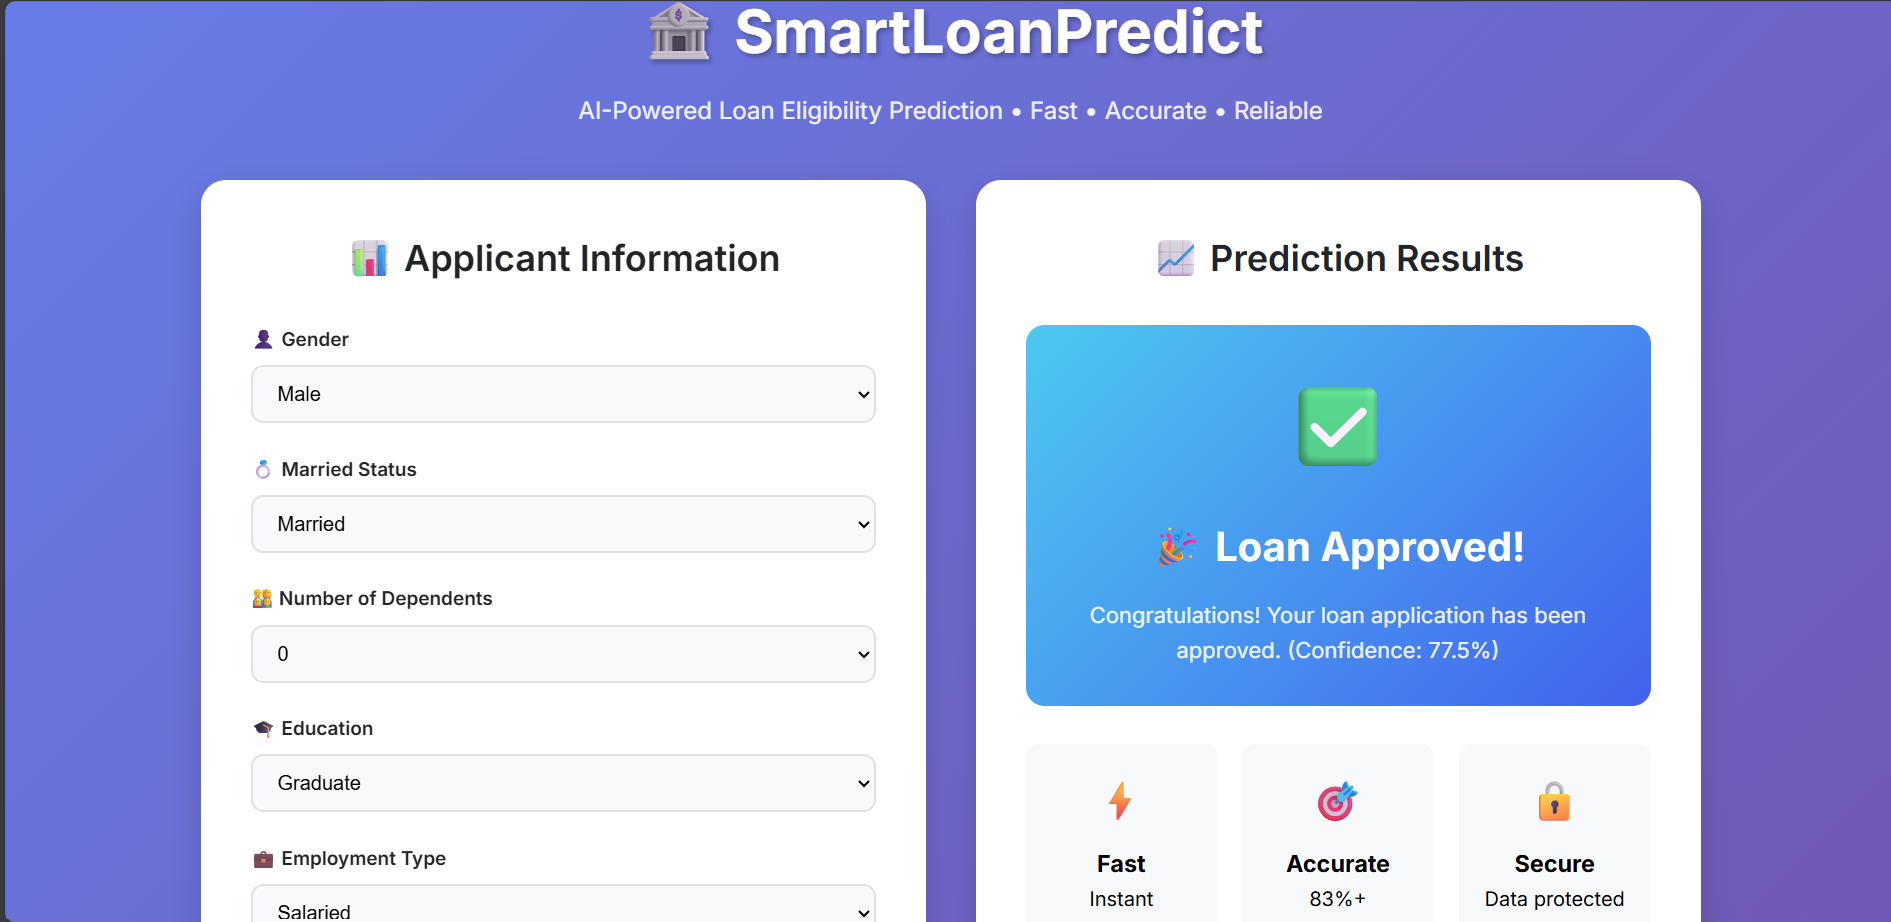 SmartLoanPredict
AI-Powered Loan Eligibility Prediction • Fast • Accurate • Reliable
Applicant Information
Gender
Male
Married Status
Married
Number of Dependents
0
Education
Graduate
Employment Type
Salaried
Prediction Results
Loan Approved!
Congratulations! Your loan application has been
approved. (Confidence: 77.5%)
Fast
Instant
Accurate
83%+
Secure
Data protected